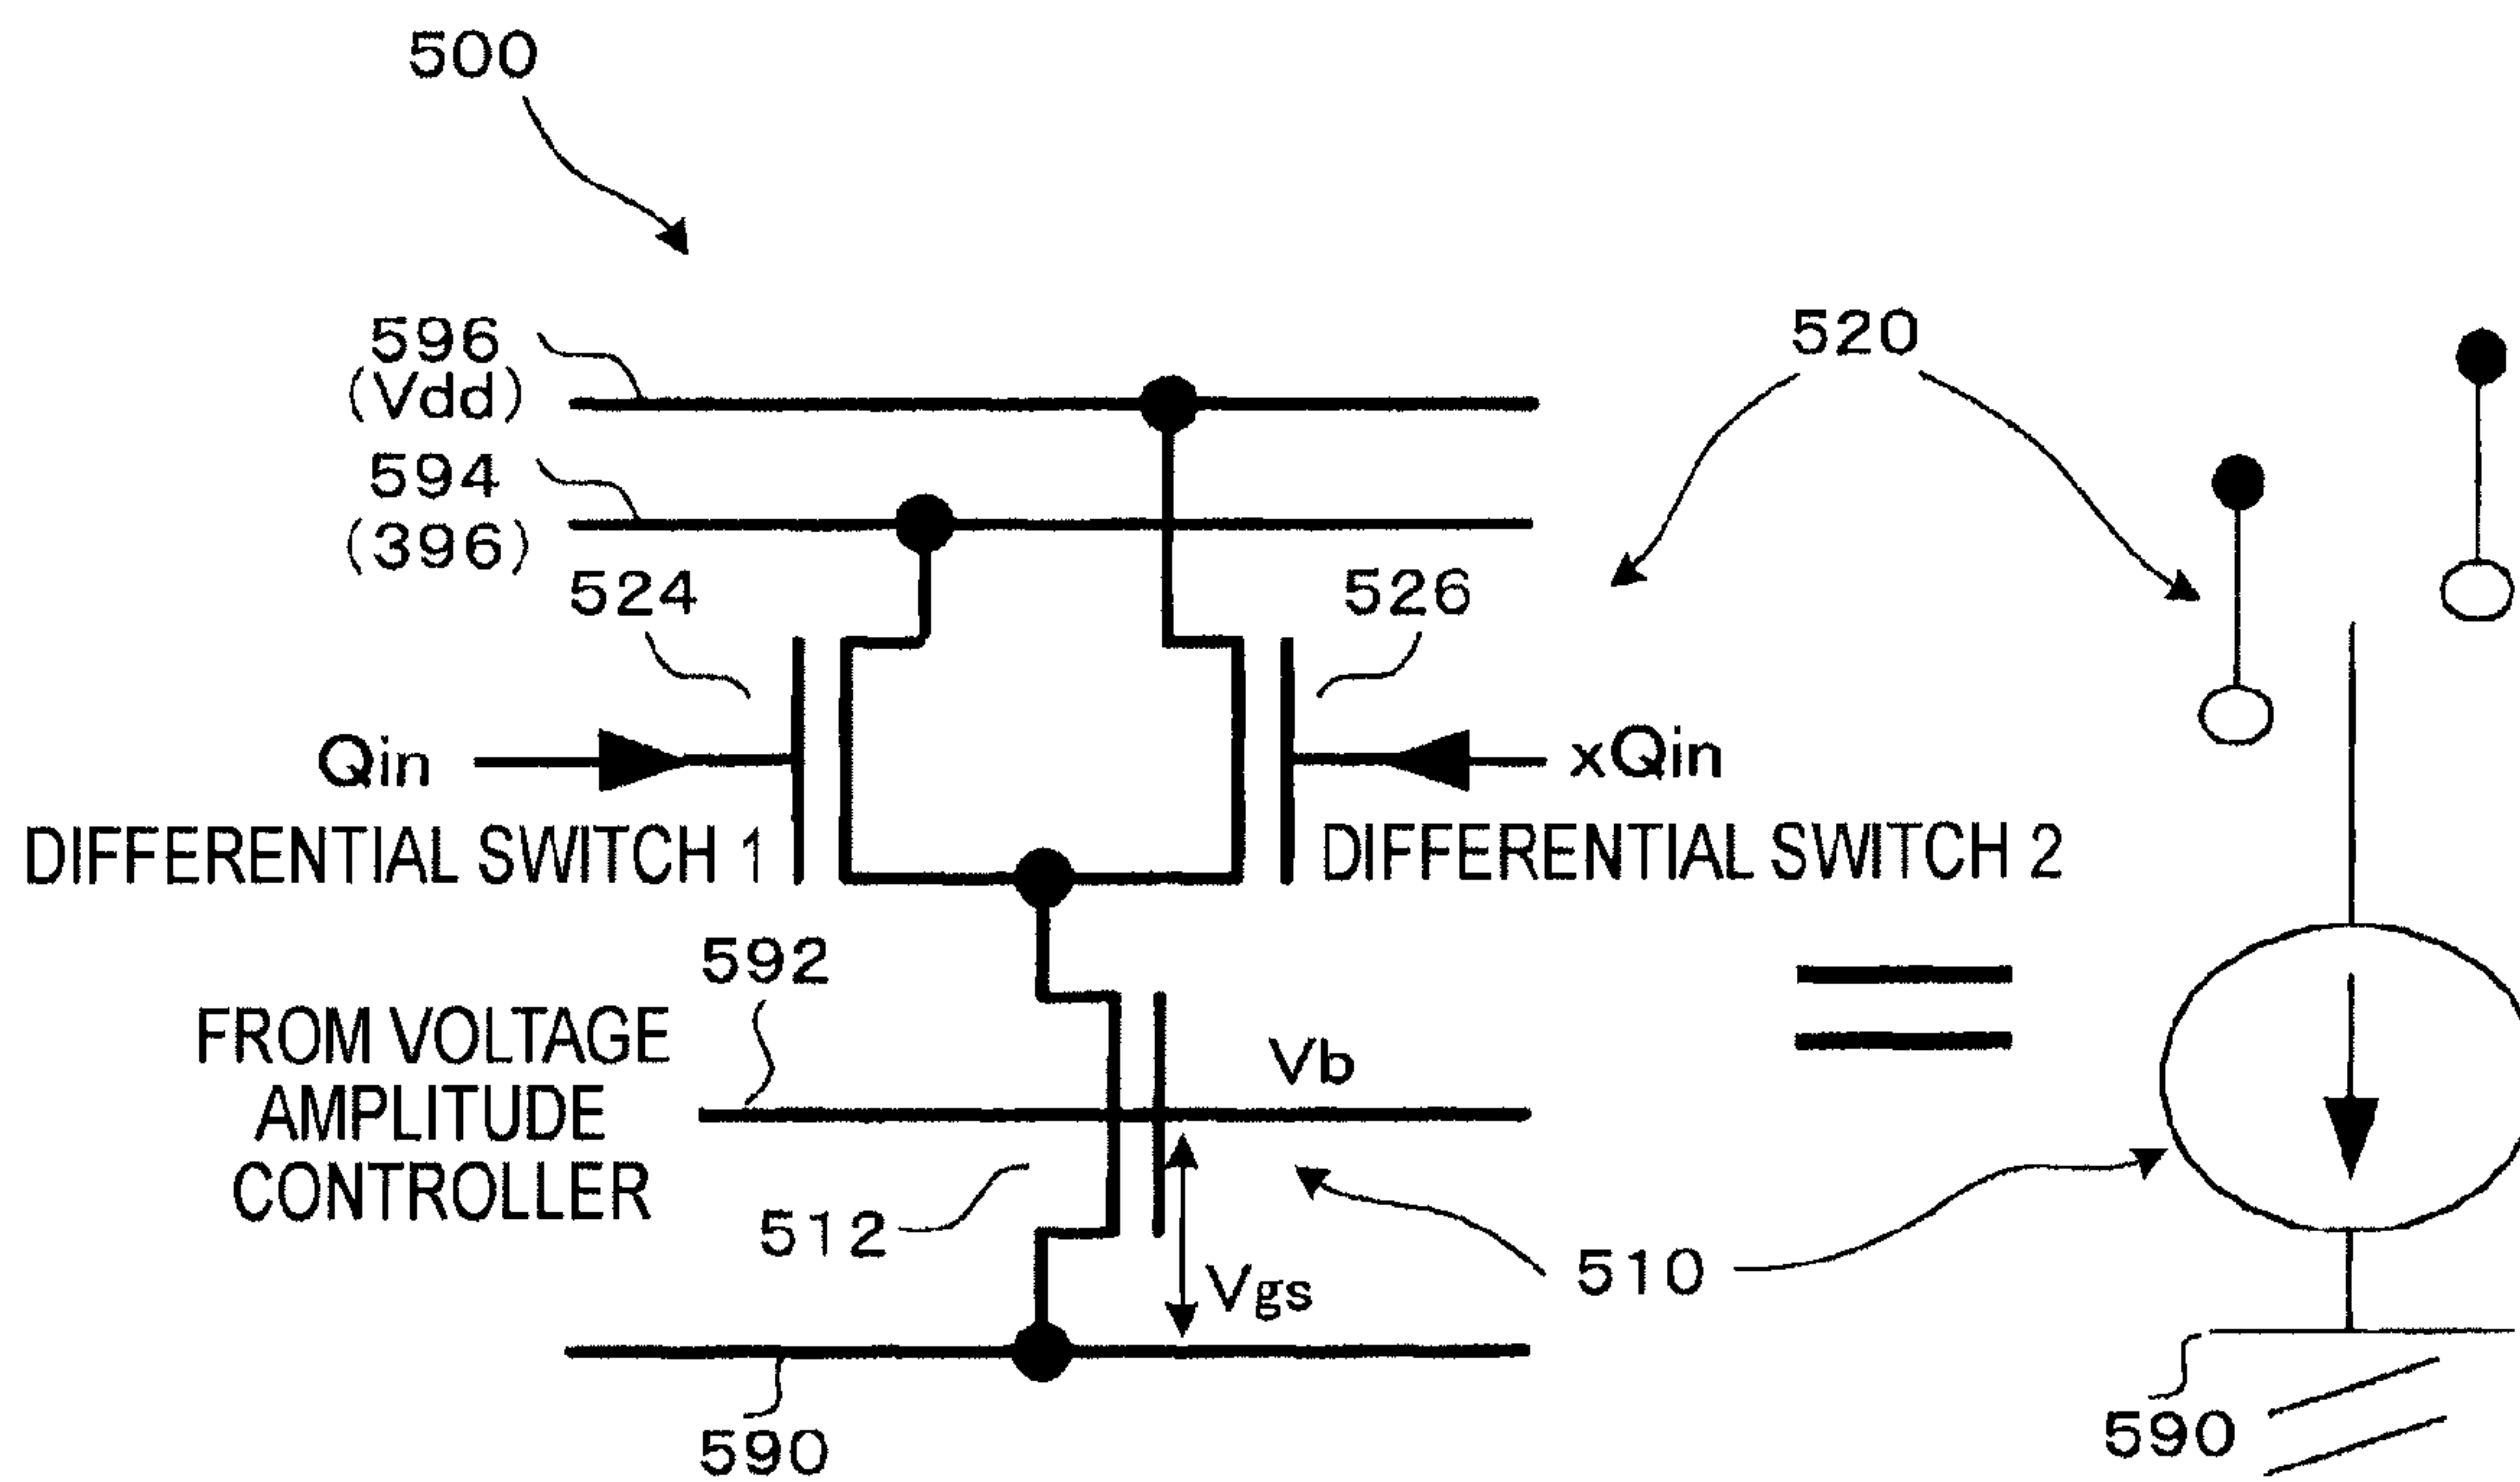 500
596
(Vdd)
594
(396)
520
524
526
Qin
xQin
DIFFERENTIAL SWITCH 1
DIFFERENTIAL SWITCH 2
592
FROM VOLTAGE
AMPLITUDE
CONTROLLER
Vb
512
Vgs
510
590
590